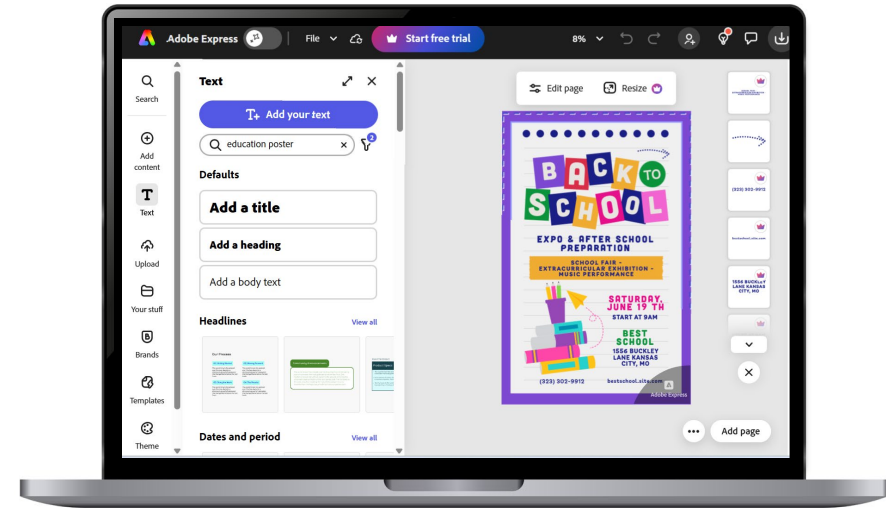 Adobe Express
File
Start free trial
8%
Search
Add
content
Text
Upload
Your stuff
Brands
Templates
Theme
Text
Add your text
education poster
2
Defaults
Add a title
Add a heading
Add a body text
Headlines
View all
Dates and period
View all
Edit page
Resize
BACK TO
SCHOOL
EXPO & AFTER SCHOOL
PREPARATION
SCHOOL FAIR -
EXTRACURRICULAR EXHIBITION -
MUSIC PERFORMANCE
SATURDAY,
JUNE 19 TH
START AT 9AM
BEST
SCHOOL
1556 BUCKLEY
LANE KANSAS
CITY, MO
(323) 302-9912
bestschool.site.com
Adobe Express
(323) 302-9912
bestschool.site.com
1556 BUCKLEY
LANE KANSAS
CITY, MO
Add page